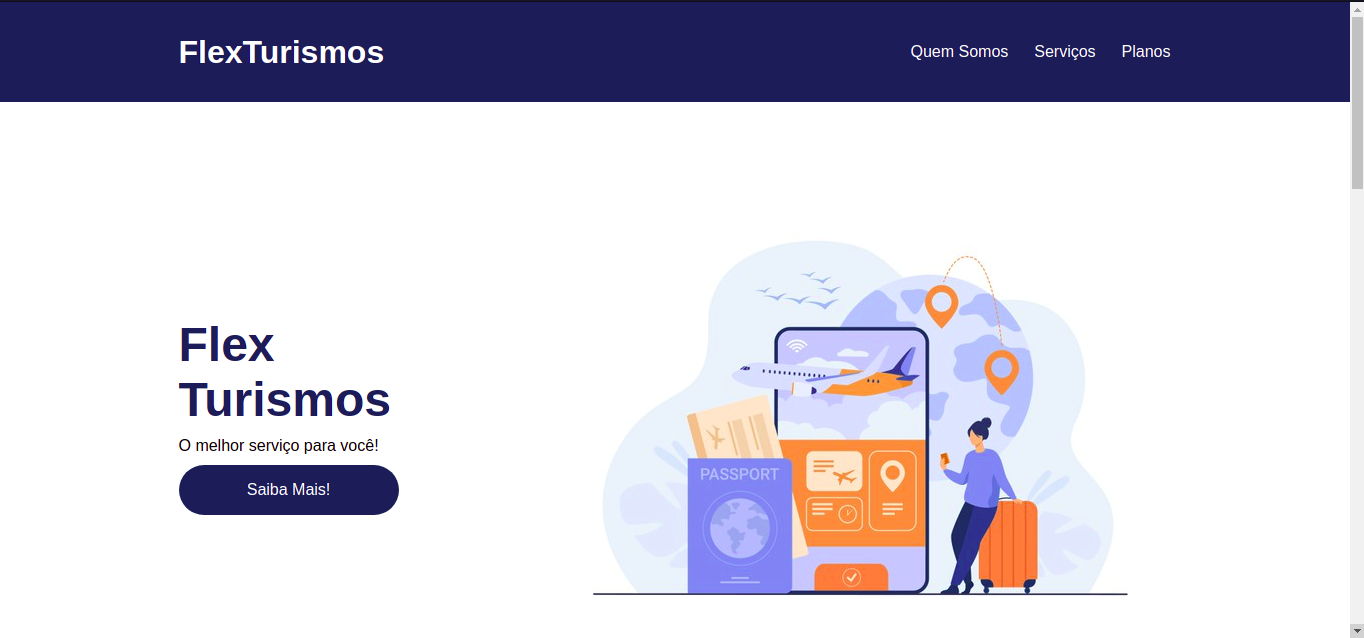 FlexTurismos
Quem Somos Serviços Planos
Flex
Turismos
O melhor serviço para você!
Saiba Mais!
PASSPORT